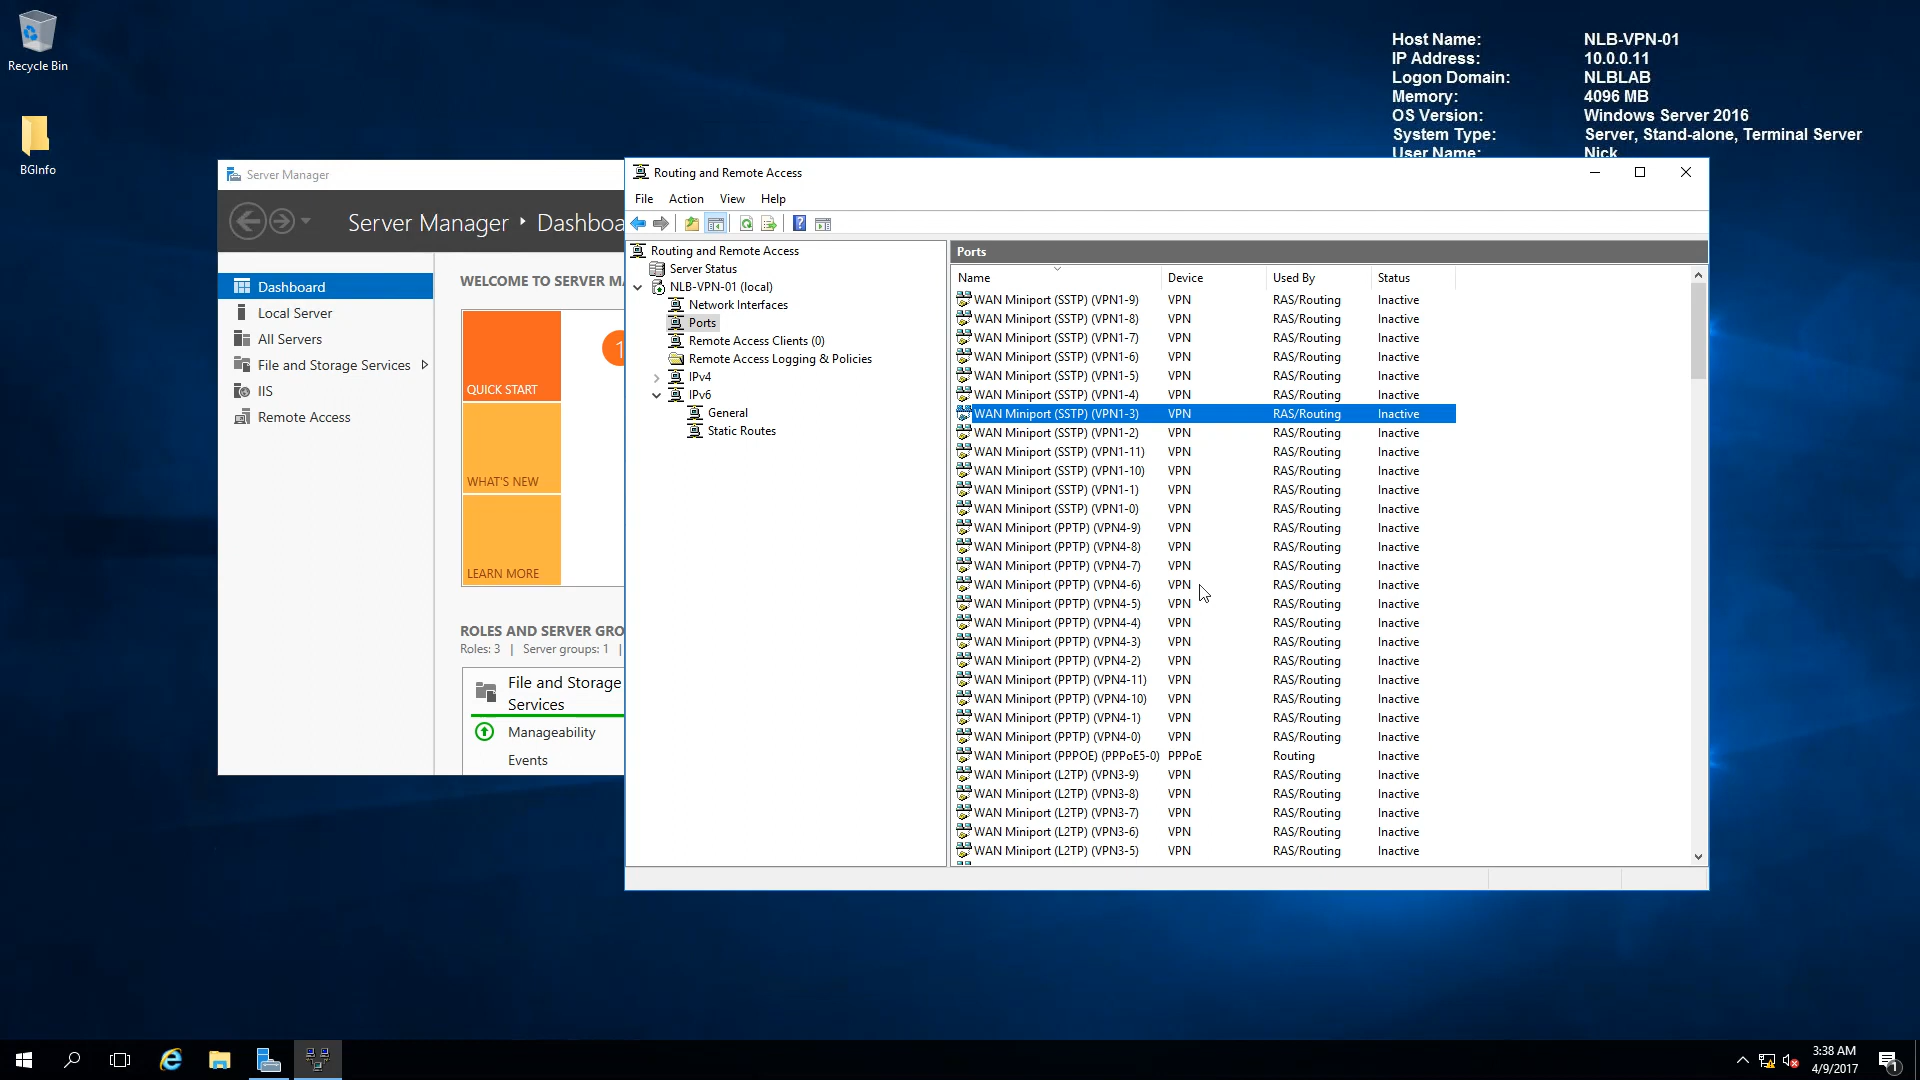 Recycle Bin
BGInfo
Host Name: NLB-VPN-01
IP Address: 10.0.0.11
Logon Domain: NLBLAB
Memory: 4096 MB
OS Version: Windows Server 2016
System Type: Server, Stand-alone, Terminal Server
User Name: Nick
Server Manager
Server Manager Dashboa
Dashboard
Local Server
All Servers
File and Storage Services
IIS
Remote Access
WELCOME TO SERVER MA
QUICK START
1
WHAT'S NEW
LEARN MORE
ROLES AND SERVER GRO
Roles: 3 | Server groups: 1 |
File and Storage
Services
Manageability
Events
Routing and Remote Access
File Action View Help
Routing and Remote Access
Server Status
NLB-VPN-01 (local)
Network Interfaces
Ports
Remote Access Clients (0)
Remote Access Logging & Policies
IPv4
IPv6
General
Static Routes
Ports
Name Device Used By Status
WAN Miniport (SSTP) (VPN1-9) VPN RAS/Routing Inactive
WAN Miniport (SSTP) (VPN1-8) VPN RAS/Routing Inactive
WAN Miniport (SSTP) (VPN1-7) VPN RAS/Routing Inactive
WAN Miniport (SSTP) (VPN1-6) VPN RAS/Routing Inactive
WAN Miniport (SSTP) (VPN1-5) VPN RAS/Routing Inactive
WAN Miniport (SSTP) (VPN1-4) VPN RAS/Routing Inactive
WAN Miniport (SSTP) (VPN1-3) VPN RAS/Routing Inactive
WAN Miniport (SSTP) (VPN1-2) VPN RAS/Routing Inactive
WAN Miniport (SSTP) (VPN1-11) VPN RAS/Routing Inactive
WAN Miniport (SSTP) (VPN1-10) VPN RAS/Routing Inactive
WAN Miniport (SSTP) (VPN1-1) VPN RAS/Routing Inactive
WAN Miniport (SSTP) (VPN1-0) VPN RAS/Routing Inactive
WAN Miniport (PPTP) (VPN4-9) VPN RAS/Routing Inactive
WAN Miniport (PPTP) (VPN4-8) VPN RAS/Routing Inactive
WAN Miniport (PPTP) (VPN4-7) VPN RAS/Routing Inactive
WAN Miniport (PPTP) (VPN4-6) VPN RAS/Routing Inactive
WAN Miniport (PPTP) (VPN4-5) VPN RAS/Routing Inactive
WAN Miniport (PPTP) (VPN4-4) VPN RAS/Routing Inactive
WAN Miniport (PPTP) (VPN4-3) VPN RAS/Routing Inactive
WAN Miniport (PPTP) (VPN4-2) VPN RAS/Routing Inactive
WAN Miniport (PPTP) (VPN4-11) VPN RAS/Routing Inactive
WAN Miniport (PPTP) (VPN4-10) VPN RAS/Routing Inactive
WAN Miniport (PPTP) (VPN4-1) VPN RAS/Routing Inactive
WAN Miniport (PPTP) (VPN4-0) VPN RAS/Routing Inactive
WAN Miniport (PPPOE) (PPPoE5-0) PPPoE Routing Inactive
WAN Miniport (L2TP) (VPN3-9) VPN RAS/Routing Inactive
WAN Miniport (L2TP) (VPN3-8) VPN RAS/Routing Inactive
WAN Miniport (L2TP) (VPN3-7) VPN RAS/Routing Inactive
WAN Miniport (L2TP) (VPN3-6) VPN RAS/Routing Inactive
WAN Miniport (L2TP) (VPN3-5) VPN RAS/Routing Inactive
3:38 AM
4/9/2017
1